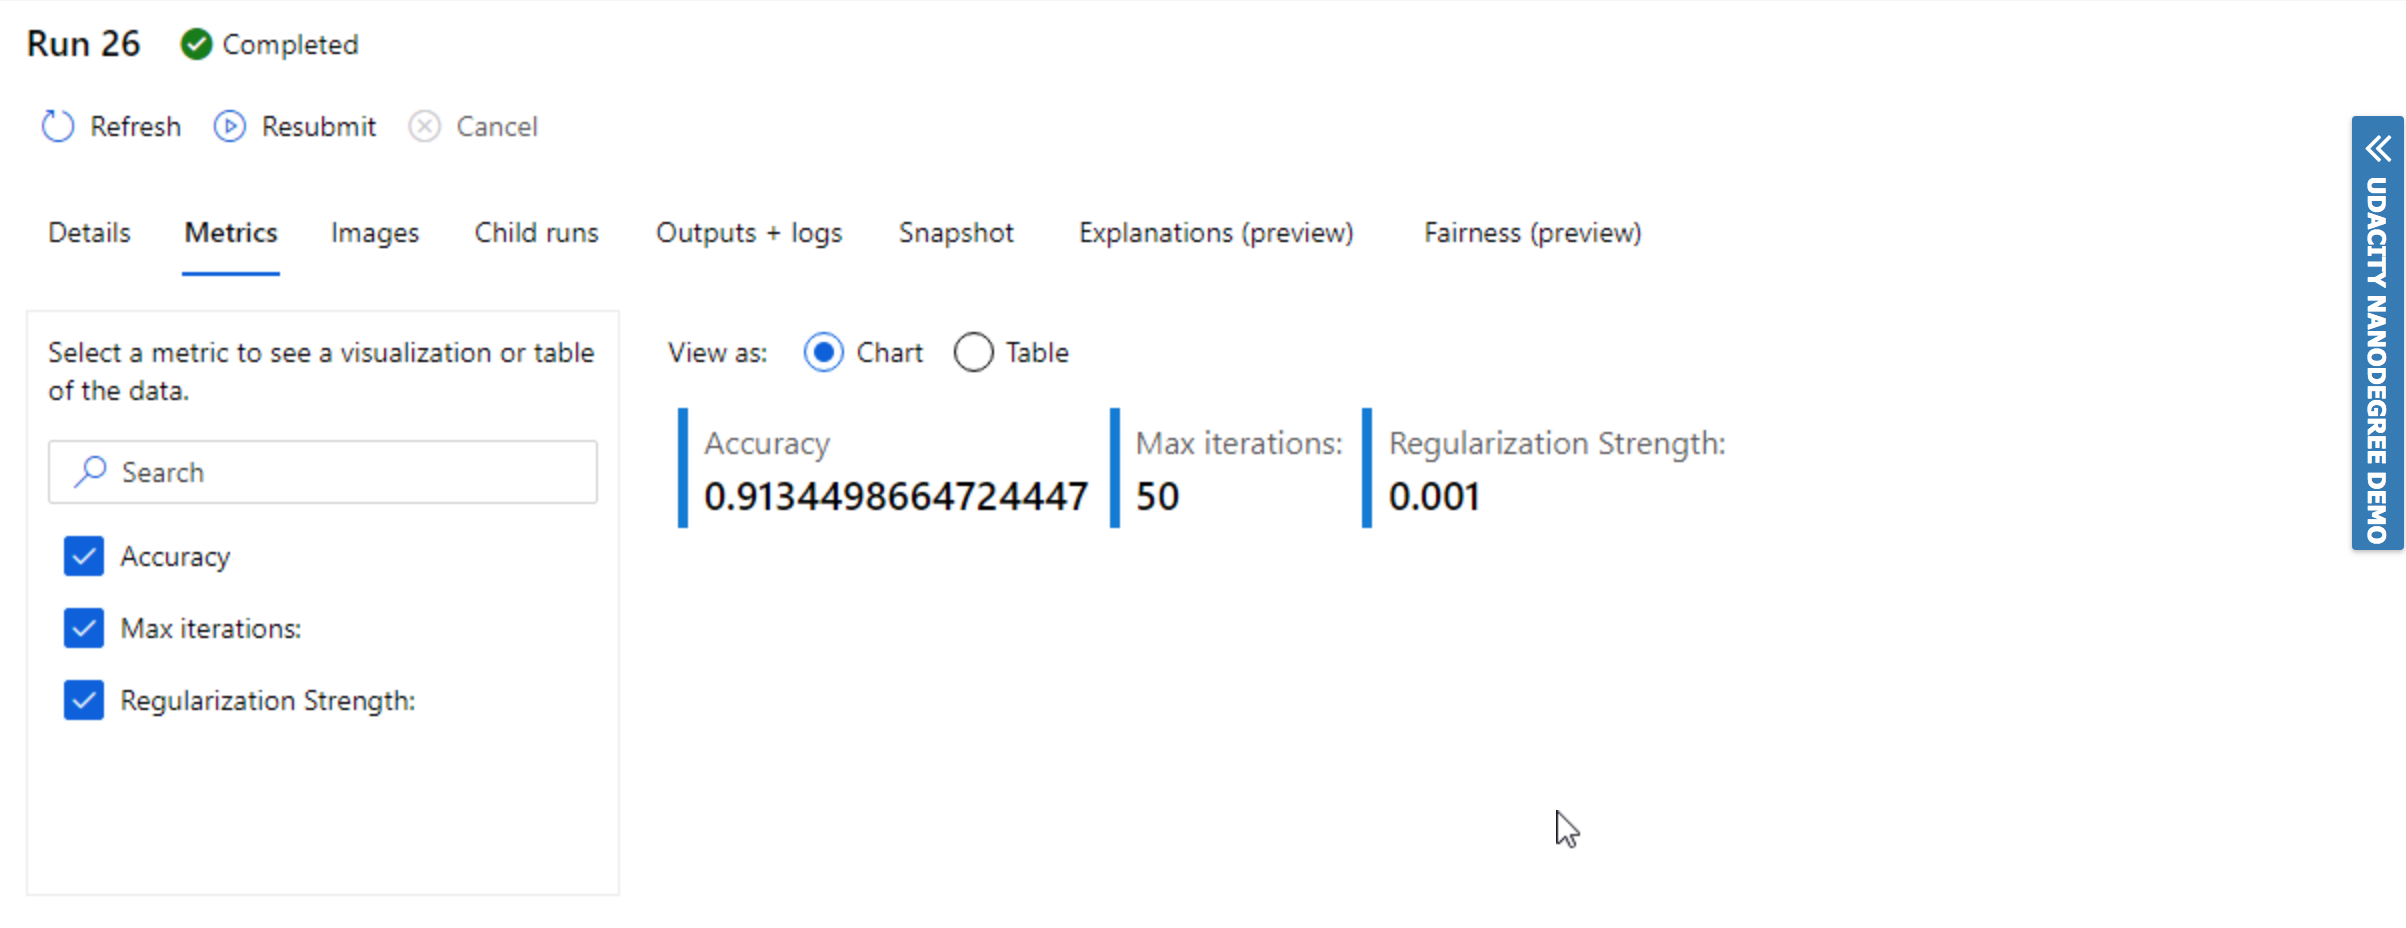 Run 26 Completed
Refresh Resubmit Cancel
Details Metrics Images Child runs Outputs + logs Snapshot Explanations (preview) Fairness (preview)
Select a metric to see a visualization or table
of the data.
Search
Accuracy
Max iterations:
Regularization Strength:
View as: Chart Table
Accuracy Max iterations: Regularization Strength:
0.9134498664724447 50 0.001
UDACITY NANODEGREE DEMO